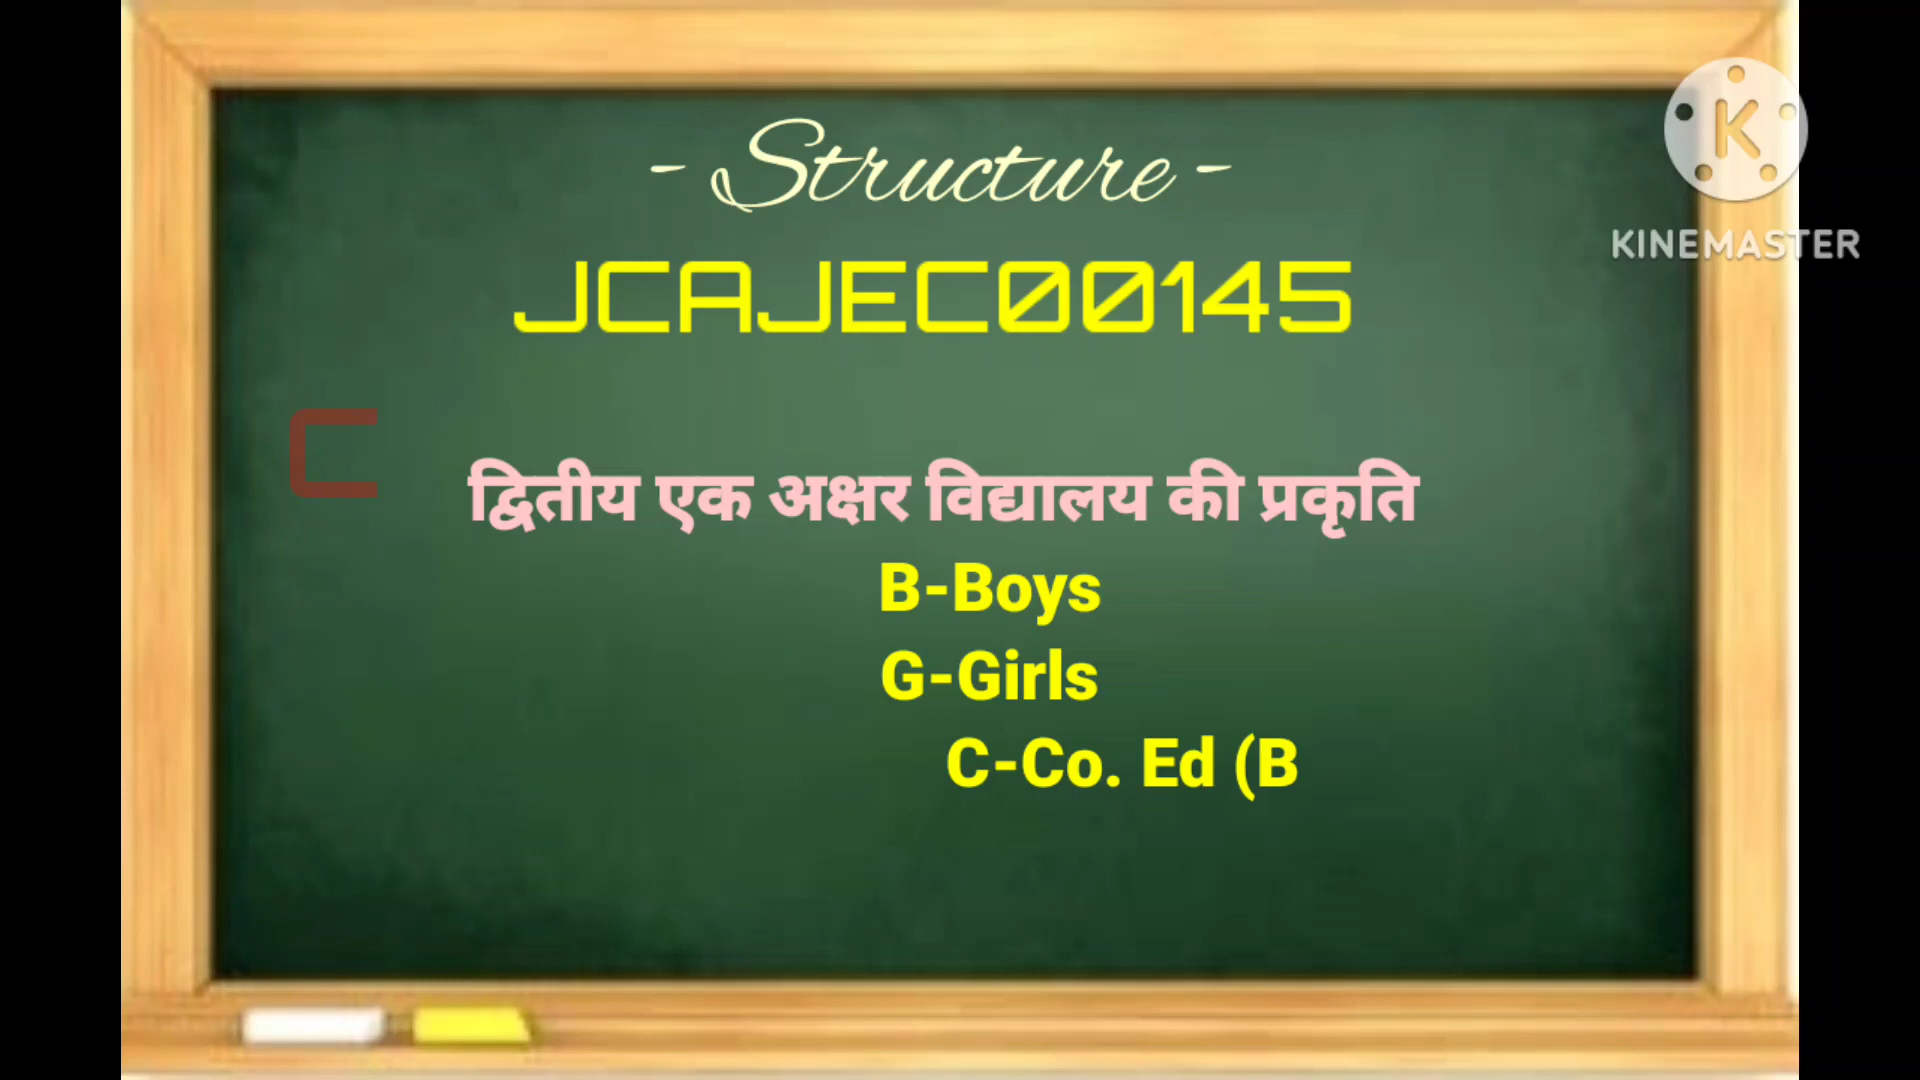 - Structure -
K
KINEMASTER
JCAJEC00145
C
द्वितीय एक अक्षर विद्यालय की प्रकृति
B-Boys
G-Girls
C-Co. Ed (B